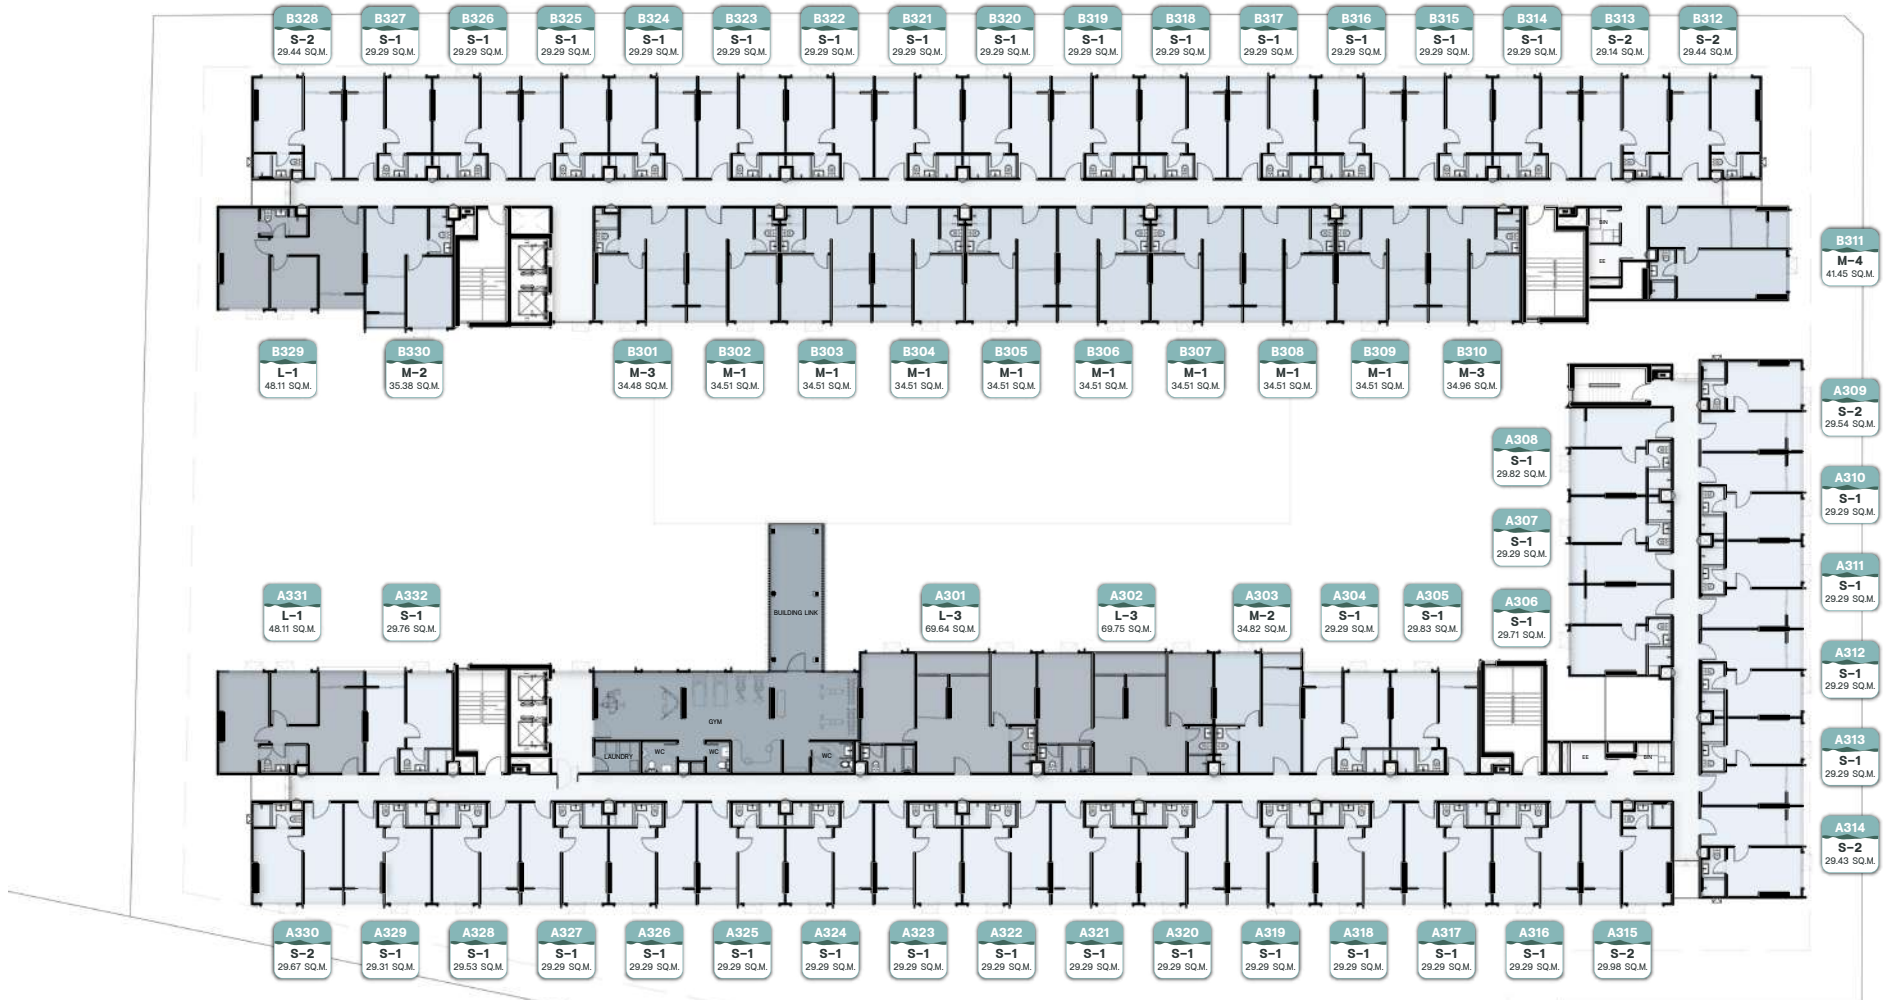 B328
S-2
29.44 SQ.M.
B327
S-1
29.29 SQ.M.
B326
S-1
29.29 SQ.M.
B325
S-1
29.29 SQ.M.
B324
S-1
29.29 SQ.M.
B323
S-1
29.29 SQ.M.
B322
S-1
29.29 SQ.M.
B321
S-1
29.29 SQ.M.
B320
S-1
29.29 SQ.M.
B319
S-1
29.29 SQ.M.
B318
S-1
29.29 SQ.M.
B317
S-1
29.29 SQ.M.
B316
S-1
29.29 SQ.M.
B315
S-1
29.29 SQ.M.
B314
S-1
29.29 SQ.M.
B313
S-2
29.14 SQ.M.
B312
S-2
29.44 SQ.M.
BIN
EE
B311
M-4
41.45 SQ.M.
B329
L-1
48.11 SQ.M.
B330
M-2
35.38 SQ.M.
B301
M-3
34.48 SQ.M.
B302
M-1
34.51 SQ.M.
B303
M-1
34.51 SQ.M.
B304
M-1
34.51 SQ.M.
B305
M-1
34.51 SQ.M.
B306
M-1
34.51 SQ.M.
B307
M-1
34.51 SQ.M.
B308
M-1
34.51 SQ.M.
B309
M-1
34.51 SQ.M.
B310
M-3
34.96 SQ.M.
A309
S-2
29.54 SQ.M.
A308
S-1
29.82 SQ.M.
A310
S-1
29.29 SQ.M.
A307
S-1
29.29 SQ.M.
A311
S-1
29.29 SQ.M.
A331
L-1
48.11 SQ.M.
A332
S-1
29.76 SQ.M.
BUILDING LINK
A301
L-3
69.64 SQ.M.
A302
L-3
69.75 SQ.M.
A303
M-2
34.82 SQ.M.
A304
S-1
29.29 SQ.M.
A305
S-1
29.83 SQ.M.
A306
S-1
29.71 SQ.M.
A312
S-1
29.29 SQ.M.
GYM
LAUNDRY
WC
WC
WC
EE
BIN
A313
S-1
29.29 SQ.M.
A314
S-2
29.43 SQ.M.
A330
S-2
29.67 SQ.M.
A329
S-1
29.31 SQ.M.
A328
S-1
29.53 SQ.M.
A327
S-1
29.29 SQ.M.
A326
S-1
29.29 SQ.M.
A325
S-1
29.29 SQ.M.
A324
S-1
29.29 SQ.M.
A323
S-1
29.29 SQ.M.
A322
S-1
29.29 SQ.M.
A321
S-1
29.29 SQ.M.
A320
S-1
29.29 SQ.M.
A319
S-1
29.29 SQ.M.
A318
S-1
29.29 SQ.M.
A317
S-1
29.29 SQ.M.
A316
S-1
29.29 SQ.M.
A315
S-2
29.98 SQ.M.